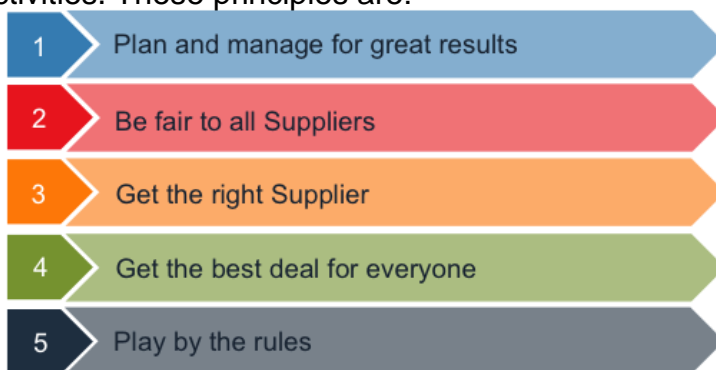 These principles are:
1 Plan and manage for great results
2 Be fair to all Suppliers
3 Get the right Supplier
4 Get the best deal for everyone
5 Play by the rules